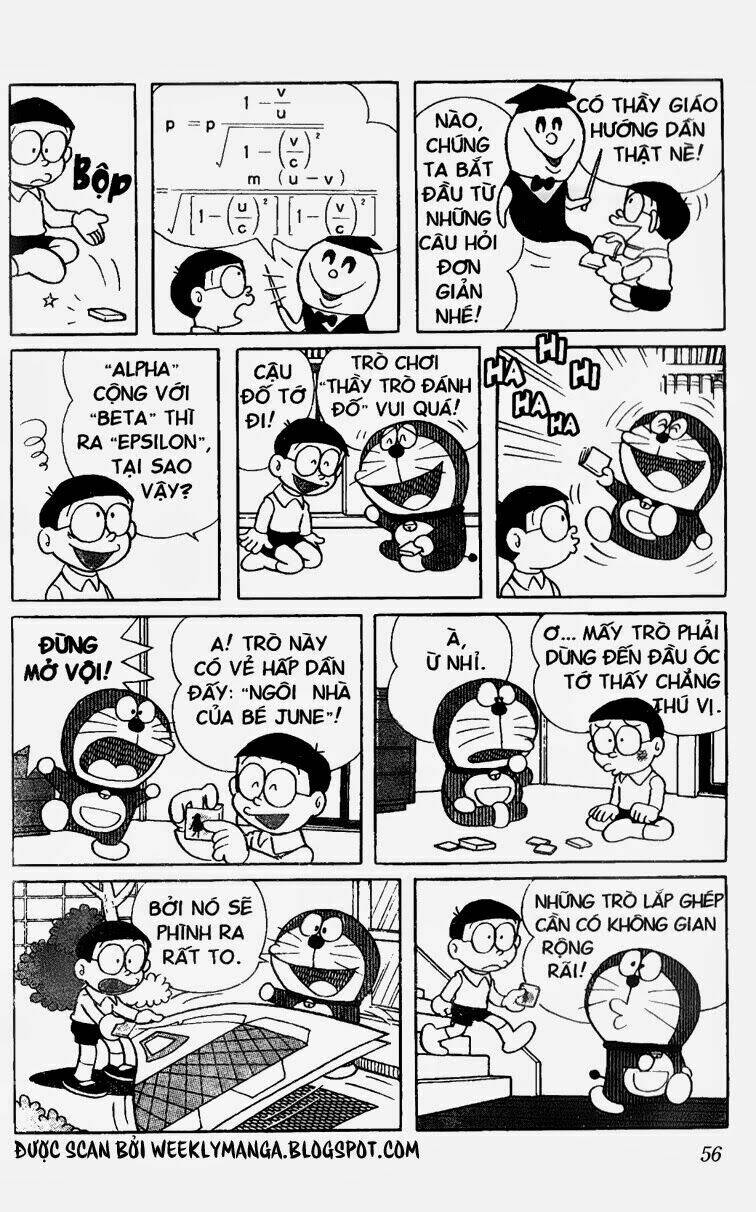 CÓ THẦY GIÁO
HƯỚNG DẪN
THẬT NÈ!
NÀO,
CHÚNG
TA BẮT
ĐẦU TỪ
NHỮNG
CÂU HỎI
ĐƠN
GIẢN
NHÉ!
1 - v/u
p = p
√ 1 - (v/c)²
m (u - v)
= √ [1 - (u/c)²] [1 - (v/c)²]
BỘP
HI
HI
HA
HA
HA
TRÒ CHƠI
"THẦY TRÒ ĐÁNH
ĐỐ" VUI QUÁ!
CẬU
ĐỐ TỚ
ĐI!
"ALPHA"
CỘNG VỚI
"BETA" THÌ
RA "EPSILON",
TẠI SAO
VẬY?
Ơ... MẤY TRÒ PHẢI
DÙNG ĐẾN ĐẦU ÓC
TỚ THẤY CHẲNG
THÚ VỊ.
À,
Ừ NHỈ.
A! TRÒ NÀY
CÓ VẺ HẤP DẪN
ĐẤY: "NGÔI NHÀ
CỦA BÉ JUNE"!
ĐỪNG
MỞ VỘI!
NHỮNG TRÒ LẮP GHÉP
CẦN CÓ KHÔNG GIAN
RỘNG
RÃI!
BỞI NÓ SẼ
PHÌNH RA
RẤT TO.
ĐƯỢC SCAN BỞI WEEKLYMANGA.BLOGSPOT.COM
56